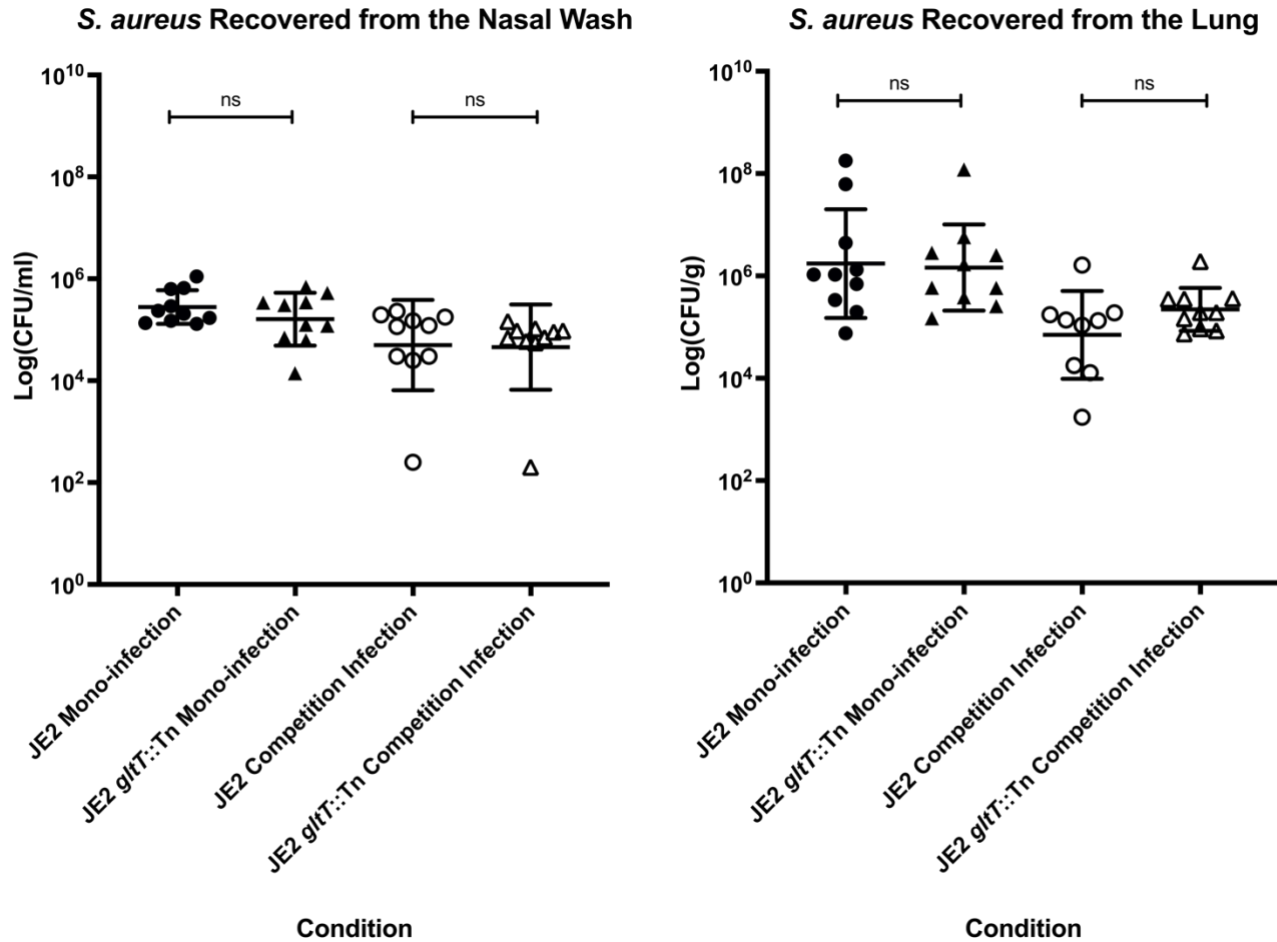 S. aureus Recovered from the Nasal Wash
Log(CFU/ml)
10^10
10^8
10^6
10^4
10^2
10^0
ns
ns
JE2 Mono-infection
JE2 gltT::Tn Mono-infection
JE2 Competition Infection
JE2 gltT::Tn Competition Infection
Condition
S. aureus Recovered from the Lung
Log(CFU/g)
10^10
10^8
10^6
10^4
10^2
10^0
ns
ns
JE2 Mono-infection
JE2 gltT::Tn Mono-infection
JE2 Competition Infection
JE2 gltT::Tn Competition Infection
Condition